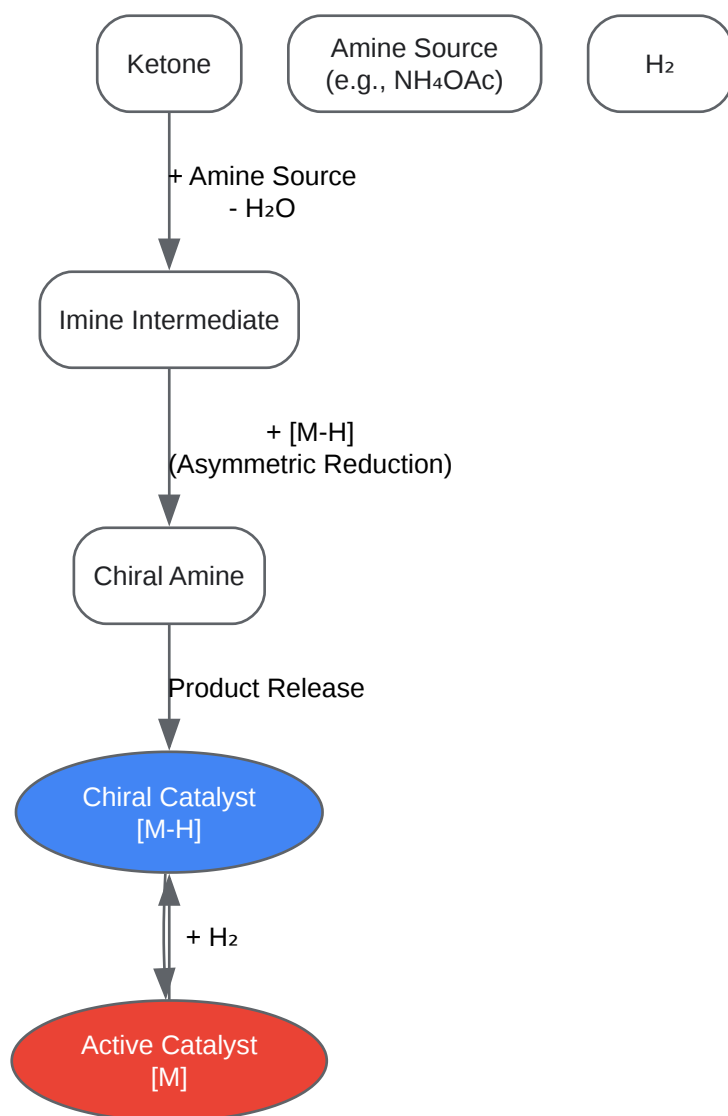 Ketone
Amine Source
(e.g., NH₄OAc)
H₂
+ Amine Source
- H₂O
Imine Intermediate
+ [M-H]
(Asymmetric Reduction)
Chiral Amine
Product Release
Chiral Catalyst
[M-H]
+ H₂
Active Catalyst
[M]